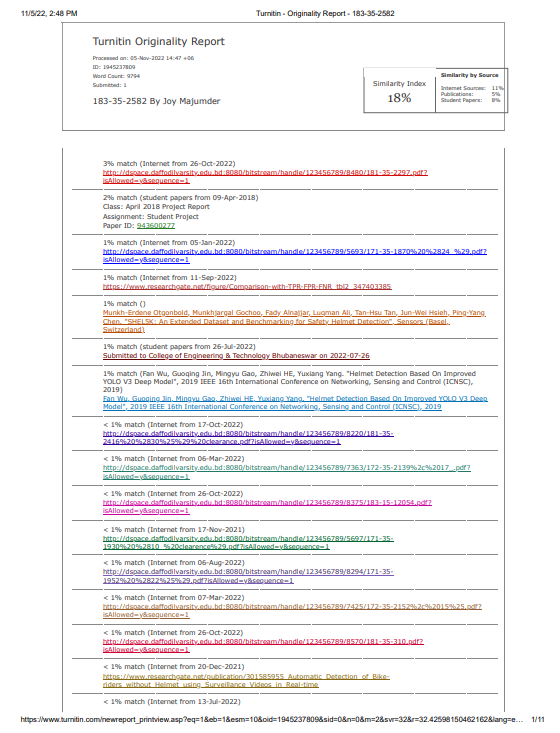 11/5/22, 2:48 PM
Turnitin - Originality Report - 183-35-2582
Turnitin Originality Report
Processed on: 05-Nov-2022 14:47 +06
ID: 1945237809
Word Count: 9794
Submitted: 1
183-35-2582 By Joy Majumder
Similarity Index
18%
Similarity by Source
Internet Sources: 11%
Publications: 5%
Student Papers: 8%
3% match (Internet from 26-Oct-2022)
http://dspace.daffodilvarsity.edu.bd:8080/bitstream/handle/123456789/8480/181-35-2297.pdf?
isAllowed=y&sequence=1
2% match (student papers from 09-Apr-2018)
Class: April 2018 Project Report
Assignment: Student Project
Paper ID: 943600277
1% match (Internet from 05-Jan-2022)
http://dspace.daffodilvarsity.edu.bd:8080/bitstream/handle/123456789/5693/171-35-1870%20%2824_%29.pdf?
isAllowed=y&sequence=1
1% match (Internet from 11-Sep-2022)
https://www.researchgate.net/figure/Comparison-with-TPR-FPR-FNR_tbl2_347403385
1% match ()
Munkh-Erdene Otgonbold, Munkhjargal Gochoo, Fady Alnajjar, Luqman Ali, Tan-Hsu Tan, Jun-Wei Hsieh, Ping-Yang
Chen. "SHEL5K: An Extended Dataset and Benchmarking for Safety Helmet Detection", Sensors (Basel,
Switzerland)
1% match (student papers from 26-Jul-2022)
Submitted to College of Engineering & Technology Bhubaneswar on 2022-07-26
1% match (Fan Wu, Guoqing Jin, Mingyu Gao, Zhiwei HE, Yuxiang Yang. "Helmet Detection Based On Improved
YOLO V3 Deep Model", 2019 IEEE 16th International Conference on Networking, Sensing and Control (ICNSC),
2019)
Fan Wu, Guoqing Jin, Mingyu Gao, Zhiwei HE, Yuxiang Yang. "Helmet Detection Based On Improved YOLO V3 Deep
Model", 2019 IEEE 16th International Conference on Networking, Sensing and Control (ICNSC), 2019
< 1% match (Internet from 17-Oct-2022)
http://dspace.daffodilvarsity.edu.bd:8080/bitstream/handle/123456789/8220/181-35-
2416%20%2830%25%29%20clearance.pdf?isAllowed=y&sequence=1
< 1% match (Internet from 06-Mar-2022)
http://dspace.daffodilvarsity.edu.bd:8080/bitstream/handle/123456789/7363/172-35-2139%2c%2017_.pdf?
isAllowed=y&sequence=1
< 1% match (Internet from 26-Oct-2022)
http://dspace.daffodilvarsity.edu.bd:8080/bitstream/handle/123456789/8375/183-15-12054.pdf?
isAllowed=y&sequence=1
< 1% match (Internet from 17-Nov-2021)
http://dspace.daffodilvarsity.edu.bd:8080/bitstream/handle/123456789/5697/171-35-
1930%20%2810_%20clearence%29.pdf?isAllowed=y&sequence=1
< 1% match (Internet from 06-Aug-2022)
http://dspace.daffodilvarsity.edu.bd:8080/bitstream/handle/123456789/8294/171-35-
1952%20%2822%25%29.pdf?isAllowed=y&sequence=1
< 1% match (Internet from 07-Mar-2022)
http://dspace.daffodilvarsity.edu.bd:8080/bitstream/handle/123456789/7425/172-35-2152%2c%2015%25.pdf?
isAllowed=y&sequence=1
< 1% match (Internet from 26-Oct-2022)
http://dspace.daffodilvarsity.edu.bd:8080/bitstream/handle/123456789/8570/181-35-310.pdf?
isAllowed=y&sequence=1
< 1% match (Internet from 20-Dec-2021)
https://www.researchgate.net/publication/301585955_Automatic_Detection_of_Bike-
riders_without_Helmet_using_Surveillance_Videos_in_Real-time
< 1% match (Internet from 13-Jul-2022)
https://www.turnitin.com/newreport_printview.asp?eq=1&eb=1&esm=10&oid=1945237809&sid=0&n=0&m=2&svr=32&r=32.42598150462162&lang=e…
1/11